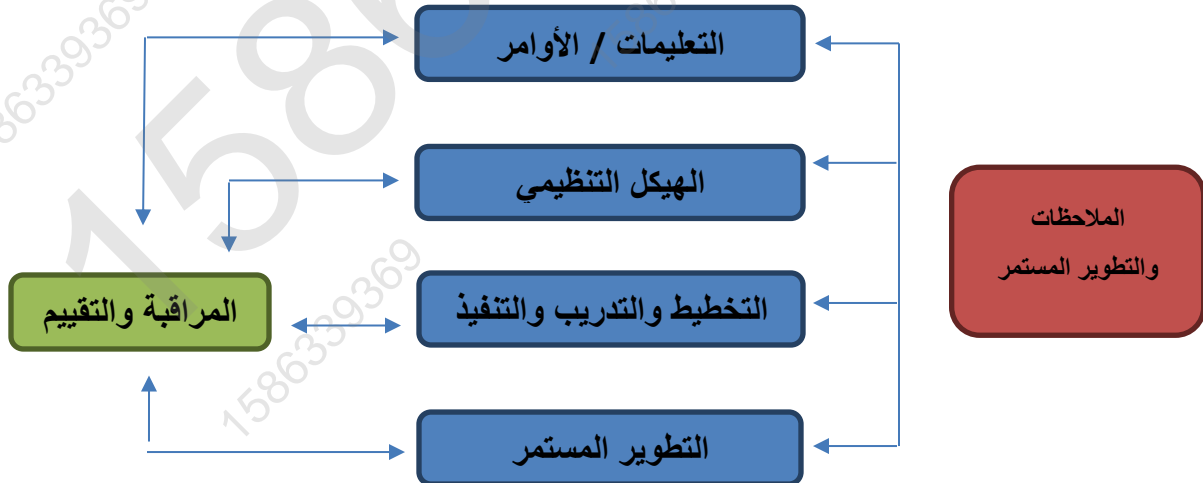 التعليمات / الأوامر
الهيكل التنظيمي
الملاحظات
والتطوير المستمر
التخطيط والتدريب والتنفيذ
المراقبة والتقييم
التطوير المستمر
1586339369